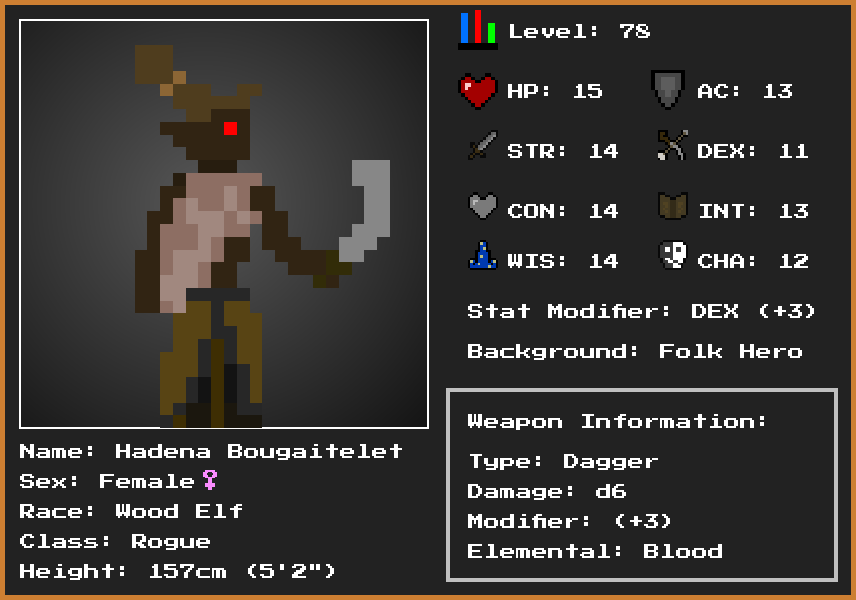 Level: 78
HP: 15 AC: 13
STR: 14 DEX: 11
CON: 14 INT: 13
WIS: 14 CHA: 12
Stat Modifier: DEX (+3)
Background: Folk Hero
Weapon Information:
Type: Dagger
Damage: d6
Modifier: (+3)
Elemental: Blood
Name: Hadena Bougaitelet
Sex: Female♀
Race: Wood Elf
Class: Rogue
Height: 157cm (5'2")